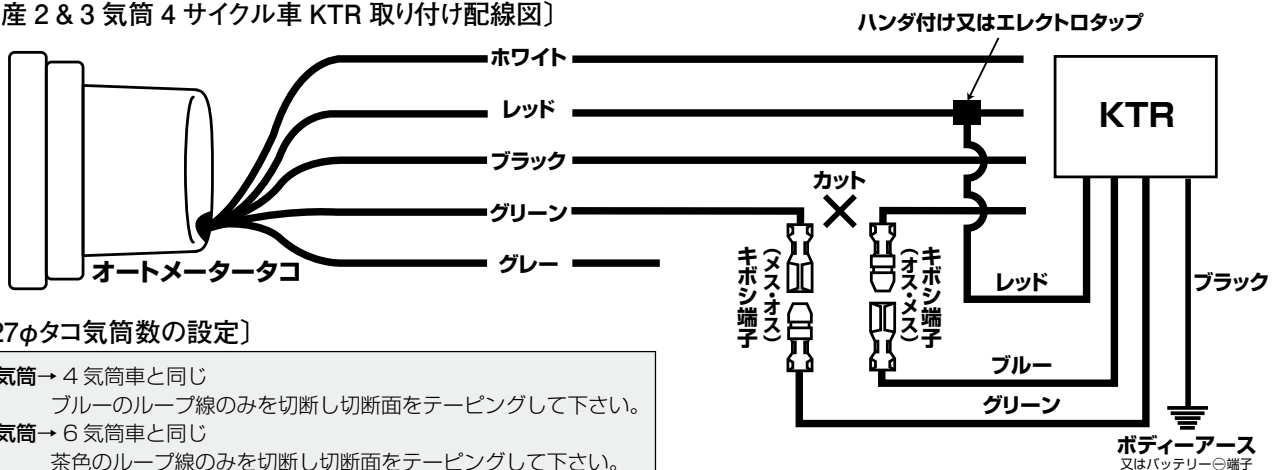 産 2 & 3 気筒 4 サイクル車 KTR 取り付け配線図〕
ハンダ付け又はエレクトロタップ
ホワイト
レッド
KTR
ブラック
カット
グリーン
キボシ端子
(メス・オス)
キボシ端子
(オス・メス)
グレー
オートメータータコ
レッド
ブラック
27φタコ気筒数の設定〕
ブルー
気筒→ 4 気筒車と同じ
ブルーのループ線のみを切断し切断面をテーピングして下さい。
グリーン
気筒→ 6 気筒車と同じ
茶色のループ線のみを切断し切断面をテーピングして下さい。
ボディーアース
又はバッテリー⊖端子